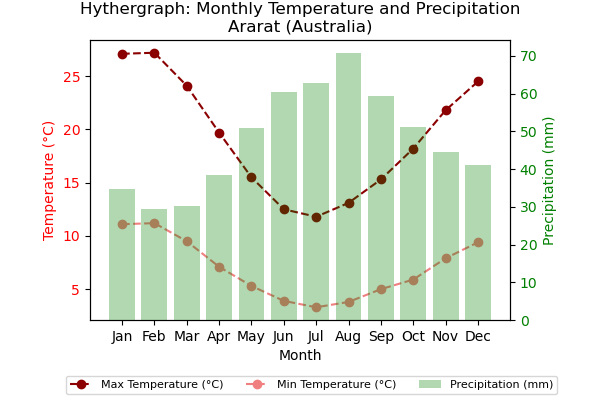 Hythergraph: Monthly Temperature and Precipitation
Ararat (Australia)
Temperature (°C)
25
20
15
10
5
Precipitation (mm)
70
60
50
40
30
20
10
0
Jan Feb Mar Apr May Jun Jul Aug Sep Oct Nov Dec
Month
Max Temperature (°C) Min Temperature (°C) Precipitation (mm)